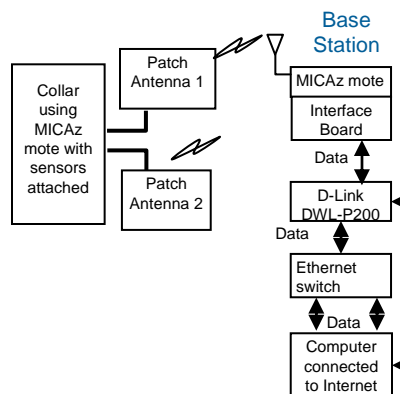 Base
Station
Patch
Antenna 1
Collar
using
MICAz
mote with
sensors
attached
Patch
Antenna 2
MICAz mote
Interface
Board
Data
D-Link
DWL-P200
Data
Ethernet
switch
Data
Computer
connected
to Internet